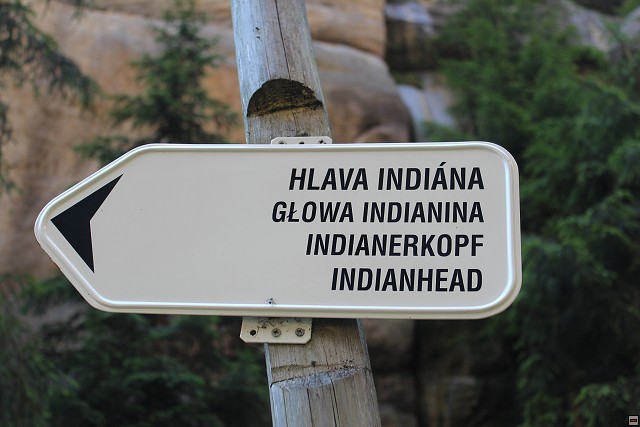 HLAVA INDIÁNA
GŁOWA INDIANINA
INDIANERKOPF
INDIANHEAD